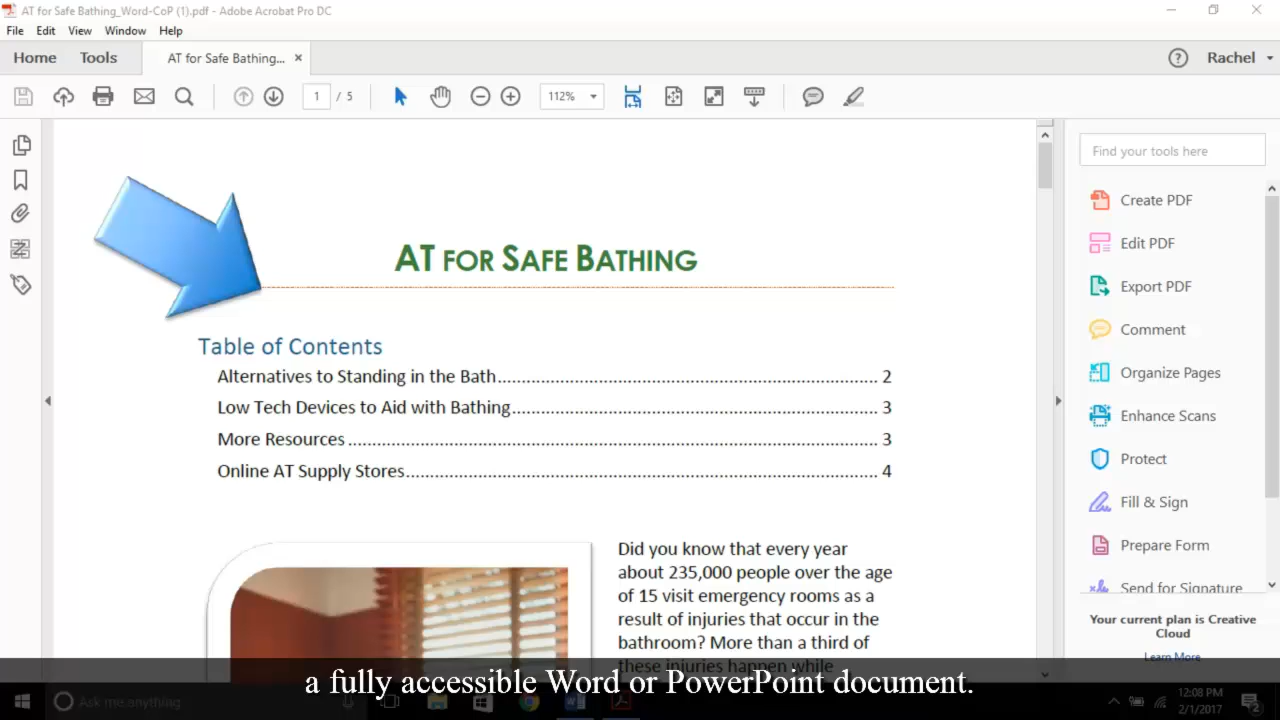 AT for Safe Bathing_Word-CoP (1).pdf - Adobe Acrobat Pro DC
File Edit View Window Help
Home Tools AT for Safe Bathing... × Rachel
1 / 5 112%
Find your tools here
Create PDF
Edit PDF
Export PDF
Comment
Organize Pages
Enhance Scans
Protect
Fill & Sign
Prepare Form
Send for Signature
Your current plan is Creative
Cloud
Learn More
AT FOR SAFE BATHING
Table of Contents
Alternatives to Standing in the Bath................................................................................ 2
Low Tech Devices to Aid with Bathing............................................................................. 3
More Resources ............................................................................................................... 3
Online AT Supply Stores................................................................................................... 4
Did you know that every year
about 235,000 people over the age
of 15 visit emergency rooms as a
result of injuries that occur in the
bathroom? More than a third of
these injuries happen while
a fully accessible Word or PowerPoint document.
Ask me anything
12:08 PM
2/1/2017
2